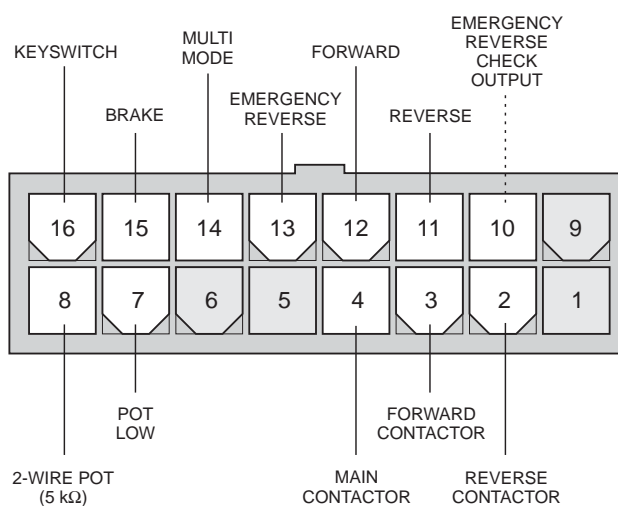 EMERGENCY
REVERSE
CHECK
OUTPUT
KEYSWITCH
MULTI
MODE
FORWARD
BRAKE
EMERGENCY
REVERSE
REVERSE
16 15 14 13 12 11 10 9
8 7 6 5 4 3 2 1
POT
LOW
FORWARD
CONTACTOR
2-WIRE POT
(5 kΩ)
MAIN
CONTACTOR
REVERSE
CONTACTOR